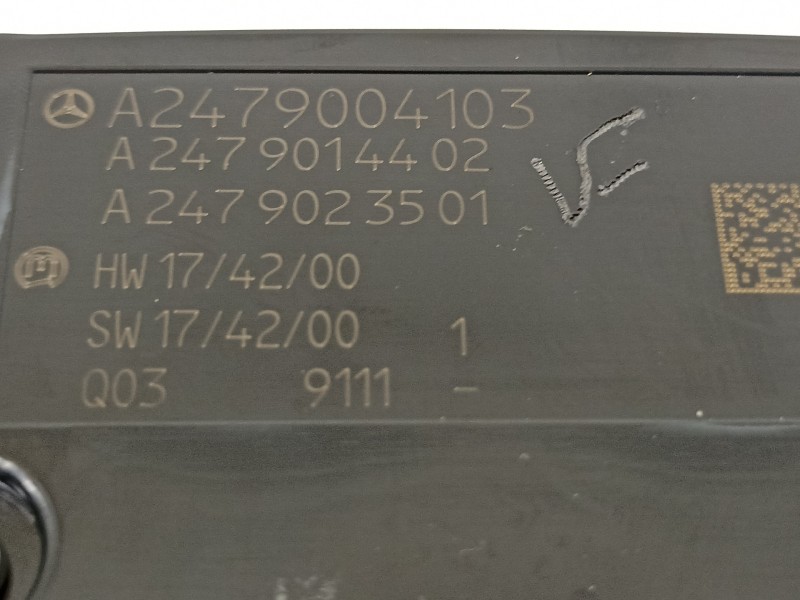 A2479004103
A 247 901 44 02
A 247 902 35 01
HW 17/42/00
SW 17/42/00 1
Q03 9111 -